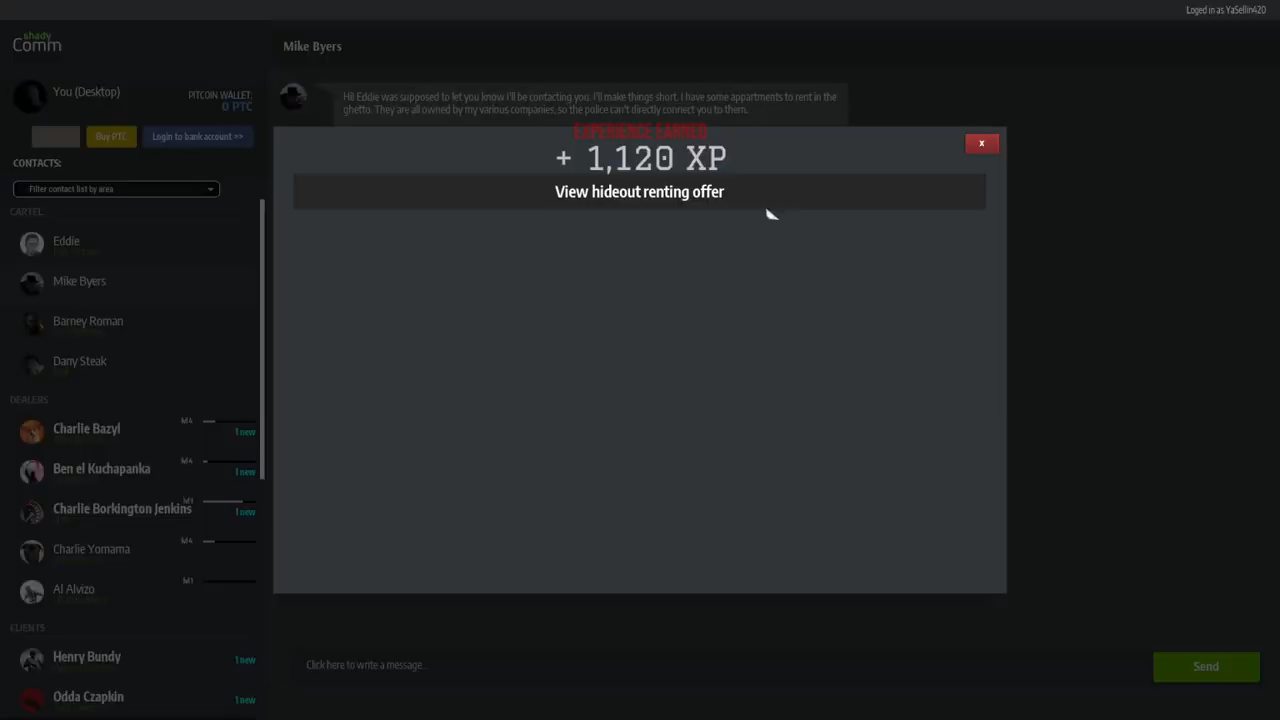 Loged in as YaSellin420
shady
Comm
You (Desktop)
PITCOIN WALLET:
0 PTC
Buy PTC
Login to bank account >>
CONTACTS:
Filter contact list by area
CARTEL
Eddie
Mike Byers
Barney Roman
Dany Steak
DEALERS
Charlie Bazyl
1 new
Ben el Kuchapanka
1 new
Charlie Borkington Jenkins
1 new
Charlie Yomama
Al Alvizo
CLIENTS
Henry Bundy
1 new
Odda Czapkin
1 new
Mike Byers
Hi! Eddie was supposed to let you know I'll be contacting you. I'll make things short. I have some appartments to rent in the
ghetto. They are all owned by my various companies, so the police can't directly connect you to them.
EXPERIENCE EARNED
+ 1,120 XP
x
View hideout renting offer
Click here to write a message...
Send